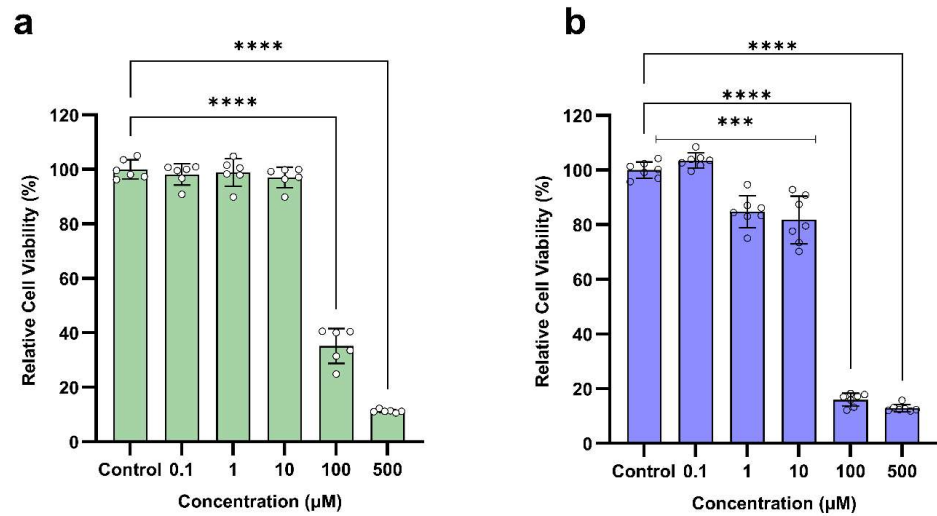 a
****
****
120
100
80
60
40
20
0
Relative Cell Viability (%)
Control 0.1 1 10 100 500
Concentration (µM)
b
****
****
***
120
100
80
60
40
20
0
Relative Cell Viability (%)
Control 0.1 1 10 100 500
Concentration (µM)